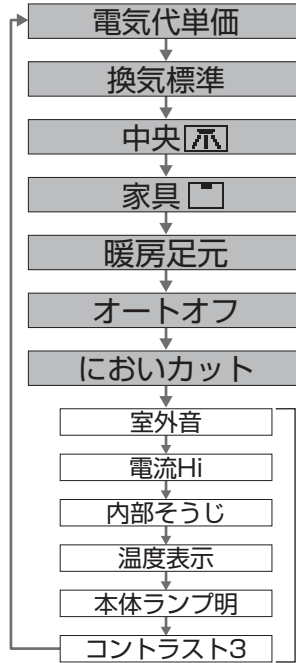 電気代単価
換気標準
中央
家具
暖房足元
オートオフ
においカット
室外音
電流Hi
内部そうじ
温度表示
本体ランプ明
コントラスト3